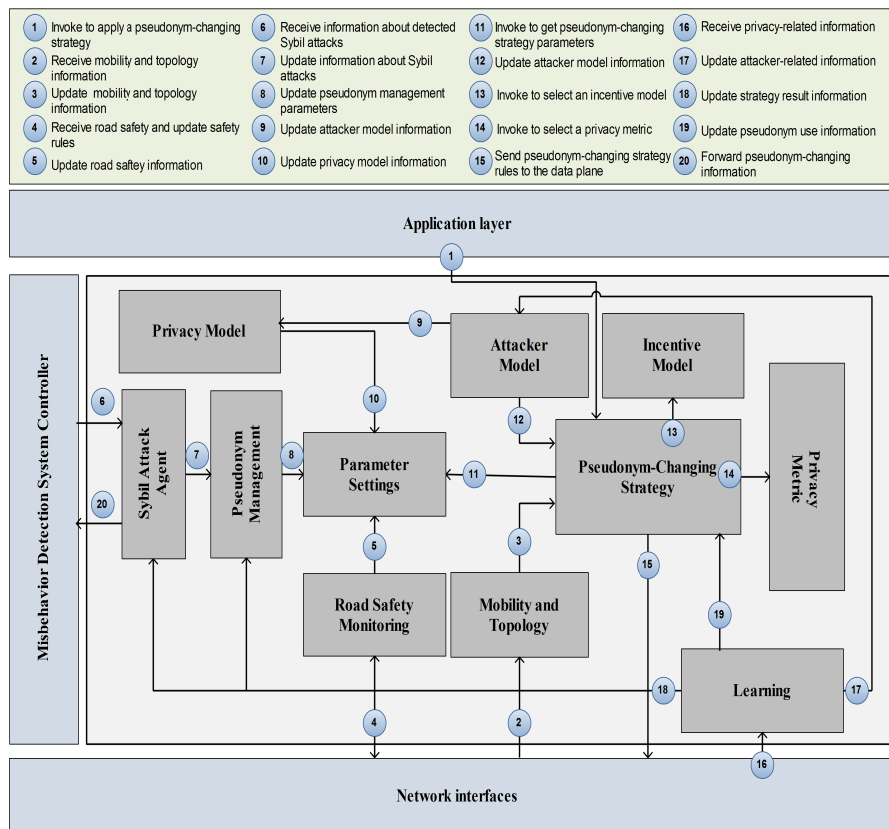 1 Invoke to apply a pseudonym-changing
strategy
2 Receive mobility and topology
information
3 Update mobility and topology
information
4 Receive road safety and update safety
rules
5 Update road saftey information
6 Receive information about detected
Sybil attacks
7 Update information about Sybil
attacks
8 Update pseudonym management
parameters
9 Update attacker model information
10 Update privacy model information
11 Invoke to get pseudonym-changing
strategy parameters
12 Update attacker model information
13 Invoke to select an incentive model
14 Invoke to select a privacy metric
15 Send pseudonym-changing strategy
rules to the data plane
16 Receive privacy-related information
17 Update attacker-related information
18 Update strategy result information
19 Update pseudonym use information
20 Forward pseudonym-changing
information
Application layer
1
Misbehavior Detection System Controller
Privacy Model
9
Attacker
Model
Incentive
Model
6
10
12
13
Sybil Attack
Agent
7
Pseudonym
Management
8
Parameter
Settings
11
Pseudonym-Changing
Strategy
14
Privacy
Metric
20
5
3
15
Road Safety
Monitoring
Mobility and
Topology
19
18
Learning
17
4
2
16
Network interfaces